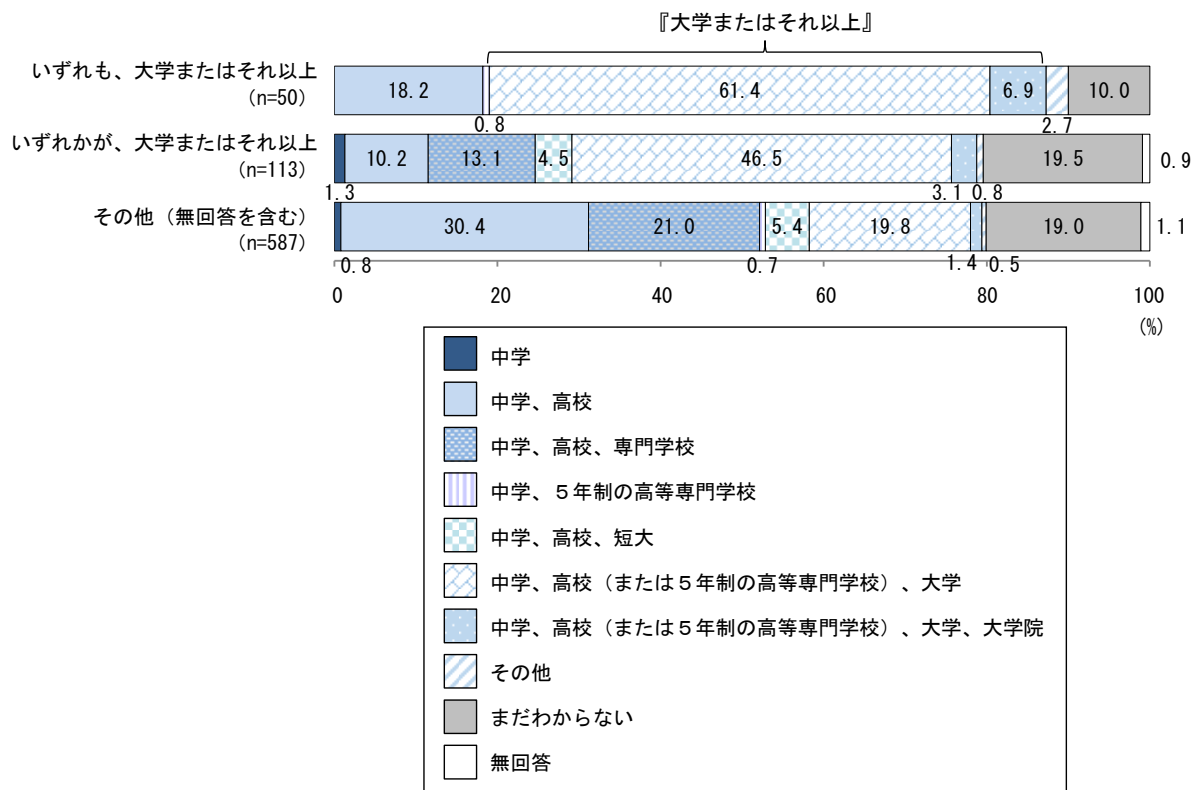 『大学またはそれ以上』
いずれも、大学またはそれ以上
(n=50)
18.2
0.8
61.4
6.9
2.7
10.0
いずれかが、大学またはそれ以上
(n=113)
1.3
10.2
13.1
4.5
46.5
3.1
0.8
19.5
0.9
その他（無回答を含む）
(n=587)
0.8
30.4
21.0
0.7
5.4
19.8
1.4
0.5
19.0
1.1
0 20 40 60 80 100
(%)
中学
中学、高校
中学、高校、専門学校
中学、５年制の高等専門学校
中学、高校、短大
中学、高校（または５年制の高等専門学校）、大学
中学、高校（または５年制の高等専門学校）、大学、大学院
その他
まだわからない
無回答